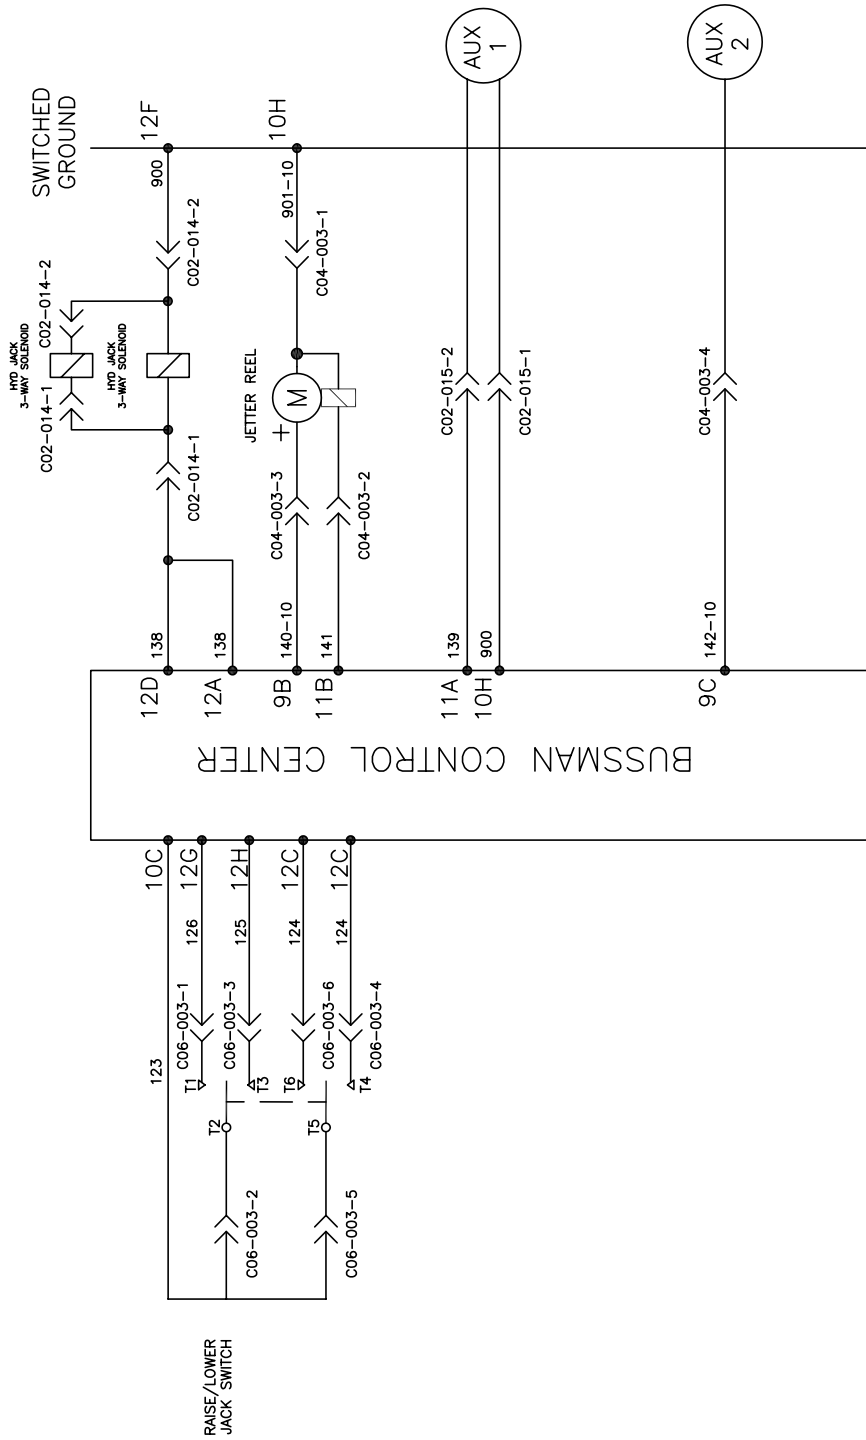 RAISE/LOWER
JACK SWITCH
123
10C
C06-003-2
T2
T1
C06-003-1
126
12G
T3
C06-003-3
125
12H
C06-003-5
T5
T6
C06-003-6
124
12C
T4
C06-003-4
124
12C
BUSSMAN CONTROL CENTER
12D
138
C02-014-1
C02-014-1
HYD JACK
3-WAY SOLENOID
C02-014-2
HYD JACK
3-WAY SOLENOID
C02-014-2
900
12F
SWITCHED
GROUND
12A
138
9B
140-10
C04-003-3
JETTER REEL
+
M
C04-003-1
901-10
10H
11B
141
C04-003-2
11A
139
C02-015-2
AUX
1
10H
900
C02-015-1
9C
142-10
C04-003-4
AUX
2